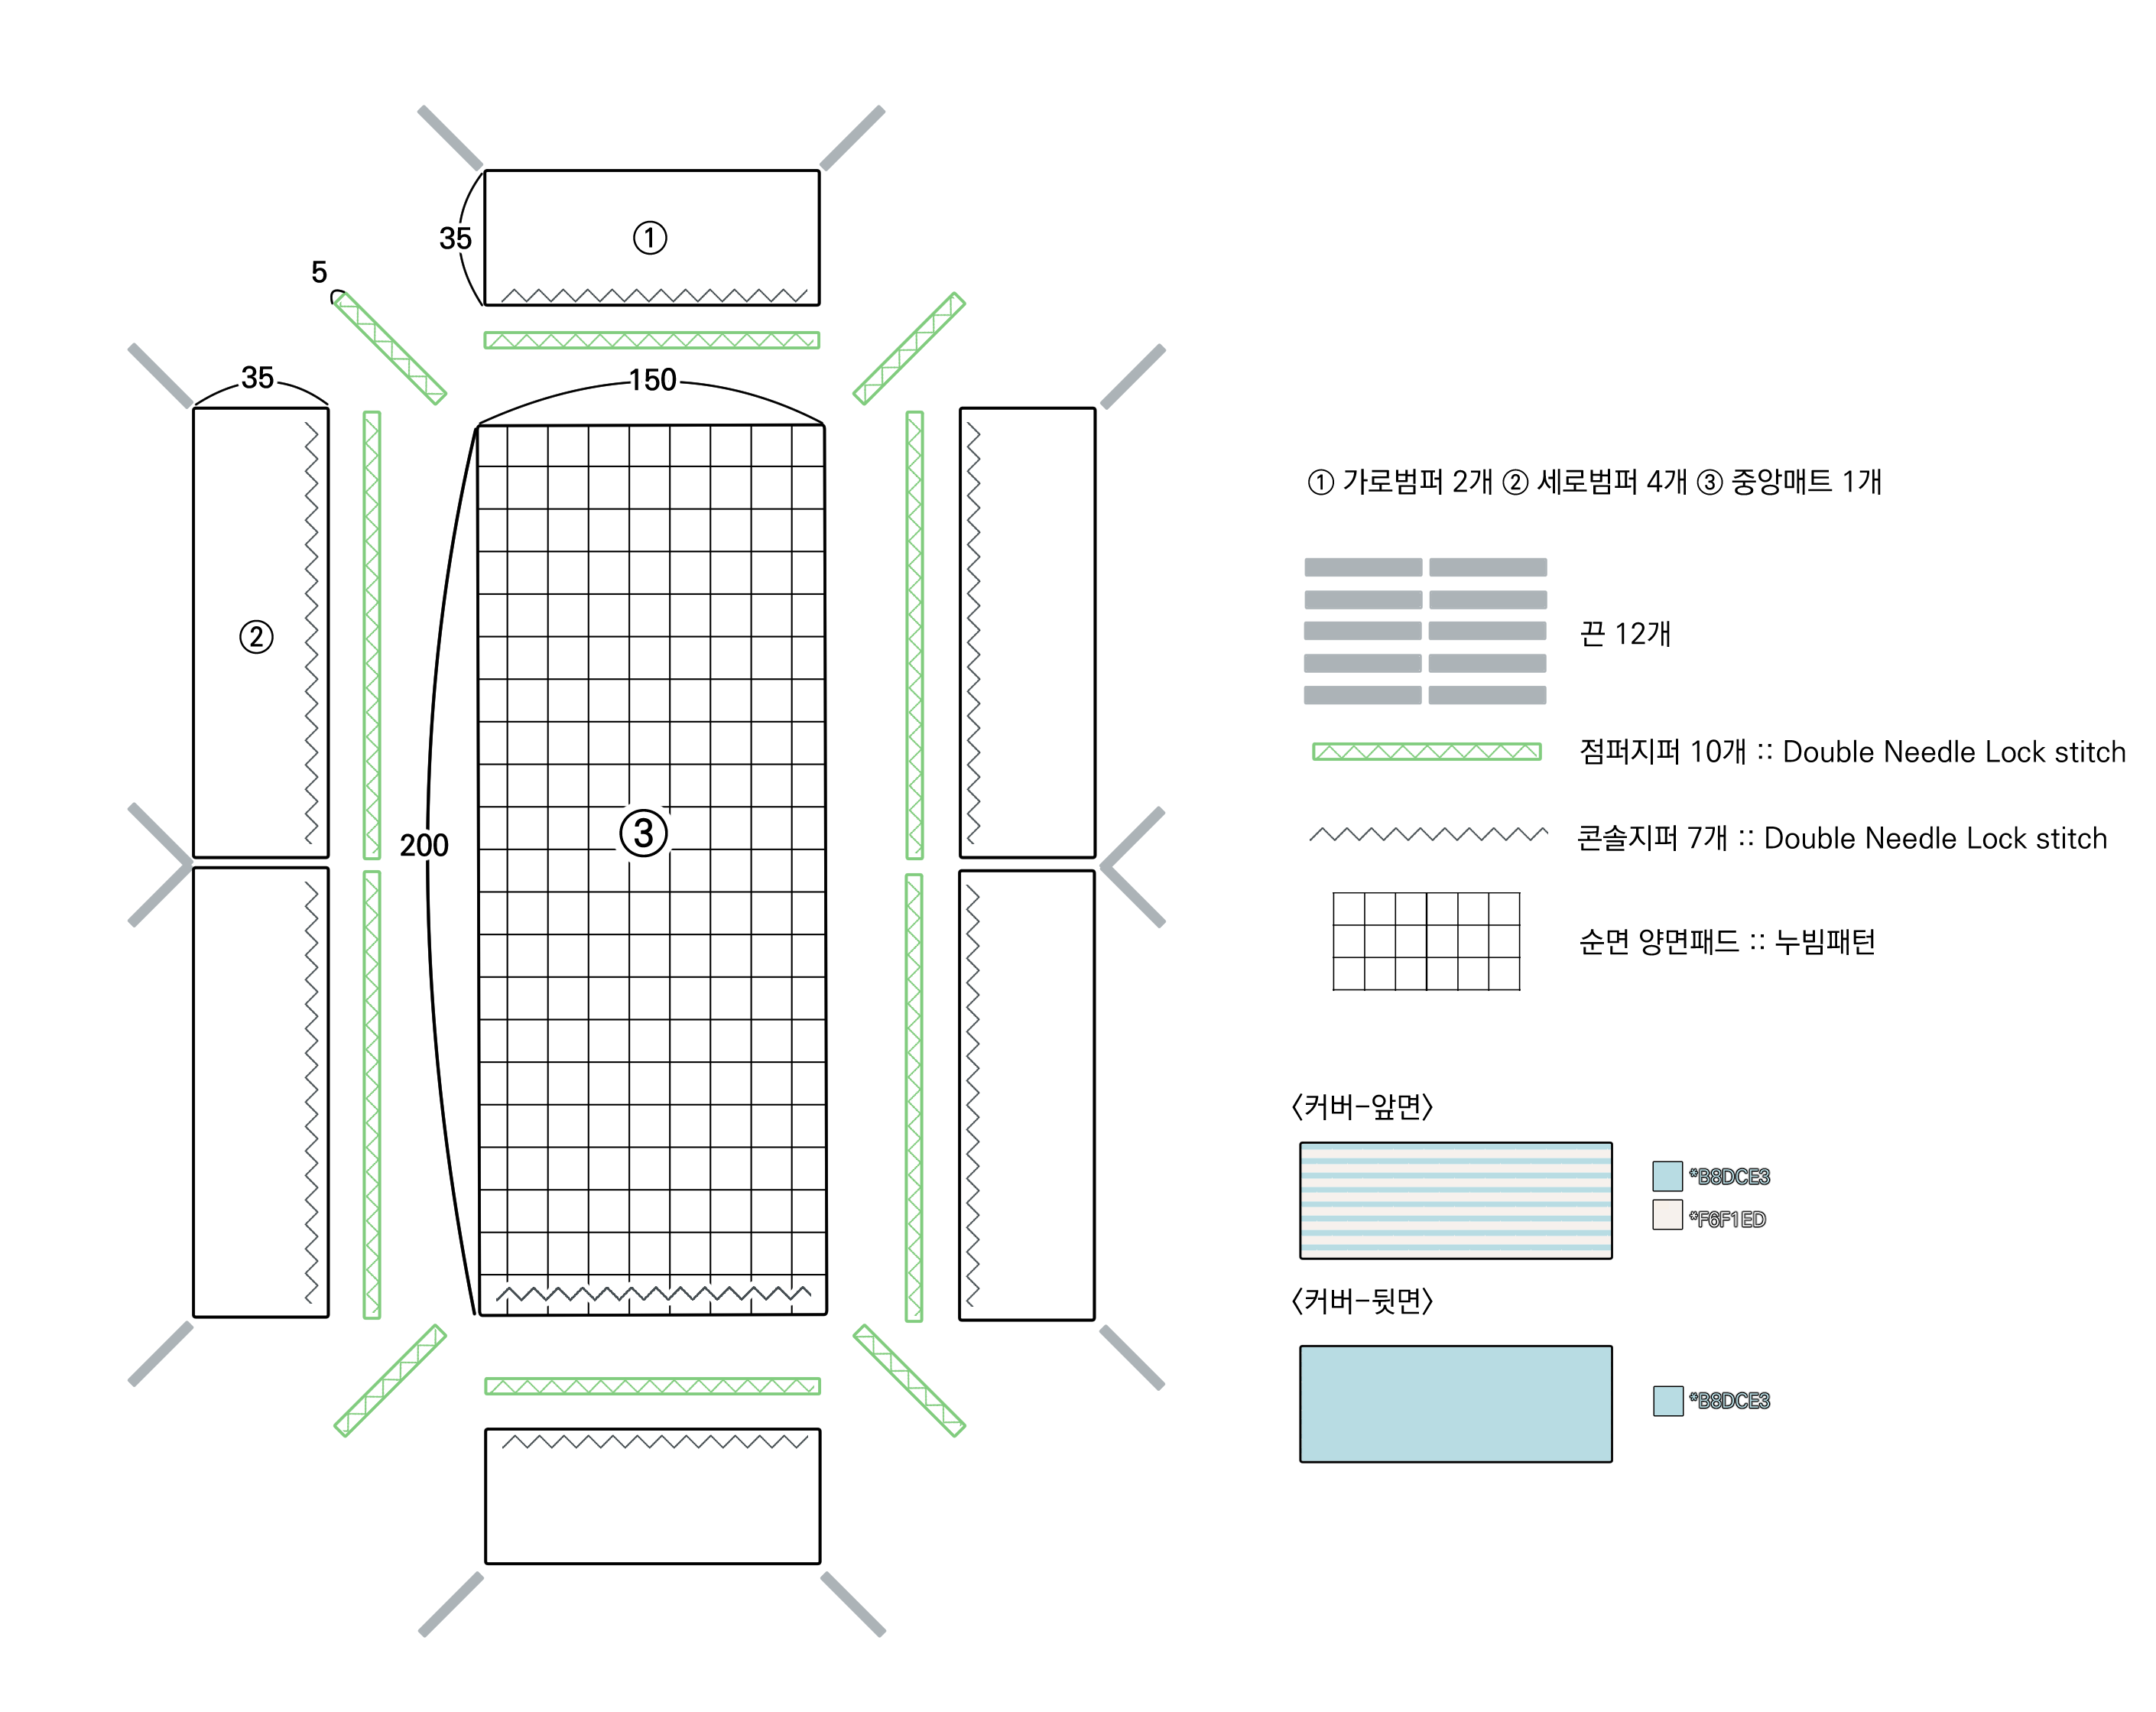 ①
35
5
35
150
②
200
③
① 가로범퍼 2개 ② 세로범퍼 4개 ③ 중앙매트 1개
끈 12개
점퍼지퍼 10개 :: Double Needle Lock stitch
콘솔지퍼 7개 :: Double Needle Lock stitch
순면 양면패드 :: 누빔패턴
〈커버-앞면〉
*B8DCE3
*F6F1ED
〈커버-뒷면〉
*B8DCE3